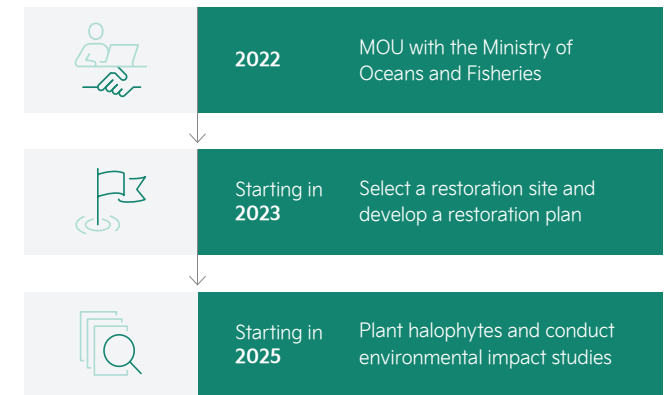 2022
MOU with the Ministry of
Oceans and Fisheries
Starting in
2023
Select a restoration site and
develop a restoration plan
Starting in
2025
Plant halophytes and conduct
environmental impact studies